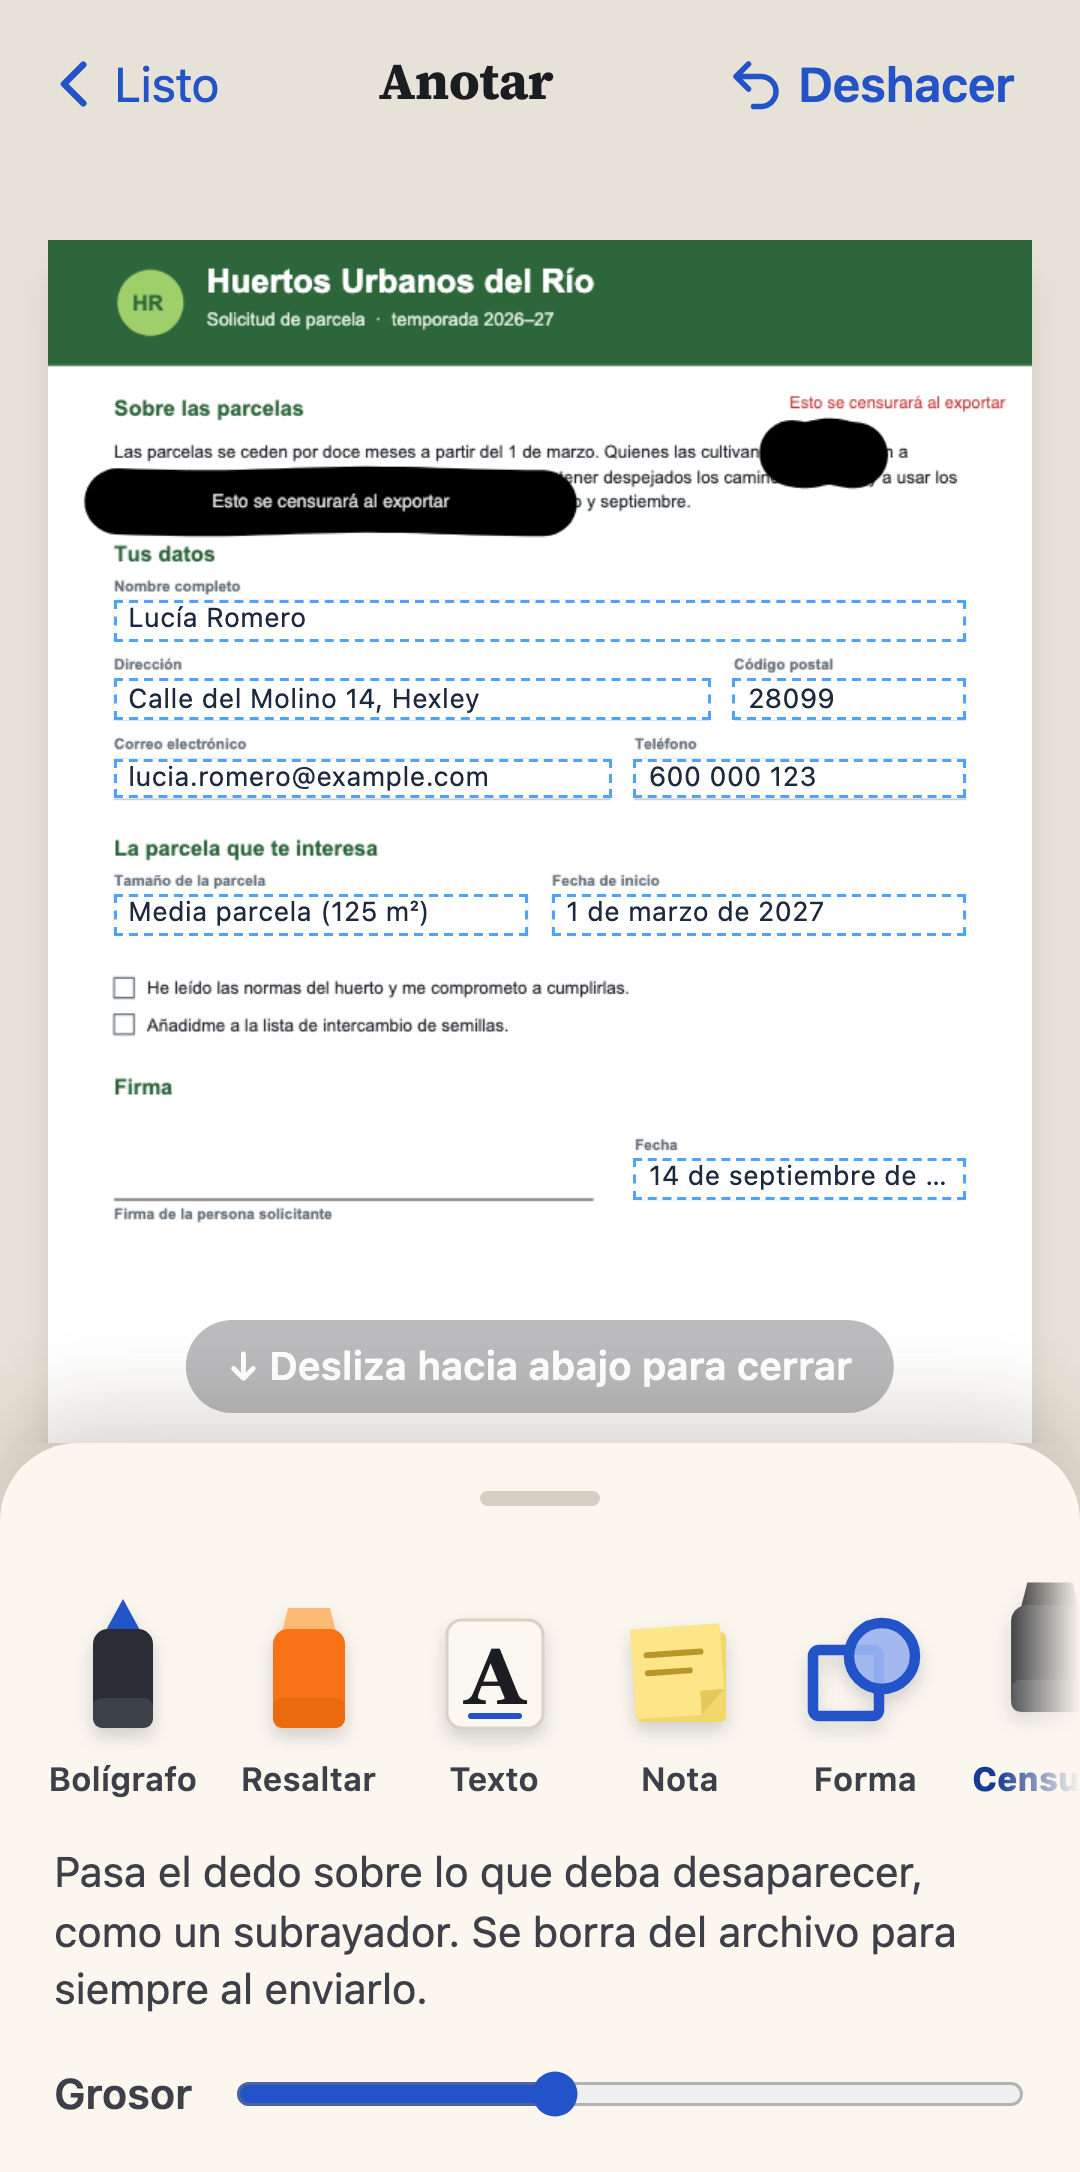 Listo
Anotar
Deshacer
HR
Huertos Urbanos del Río
Solicitud de parcela · temporada 2026–27
Sobre las parcelas
Esto se censurará al exportar
Las parcelas se ceden por doce meses a partir del 1 de marzo. Quienes las cultivan a
despejados los a usar los
Esto se censurará al exportar
y septiembre.
Tus datos
Nombre completo
Lucía Romero
Dirección
Código postal
Calle del Molino 14, Hexley
28099
Correo electrónico
Teléfono
lucia.romero@example.com
600 000 123
La parcela que te interesa
Tamaño de la parcela
Fecha de inicio
Media parcela (125 m²)
1 de marzo de 2027
He leído las normas del huerto y me comprometo a cumplirlas.
Añadidme a la lista de intercambio de semillas.
Firma
Fecha
14 de septiembre de ...
Firma de la persona solicitante
↓ Desliza hacia abajo para cerrar
A
Bolígrafo
Resaltar
Texto
Nota
Forma
Pasa el dedo sobre lo que deba desaparecer,
como un subrayador. Se borra del archivo para
siempre al enviarlo.
Grosor